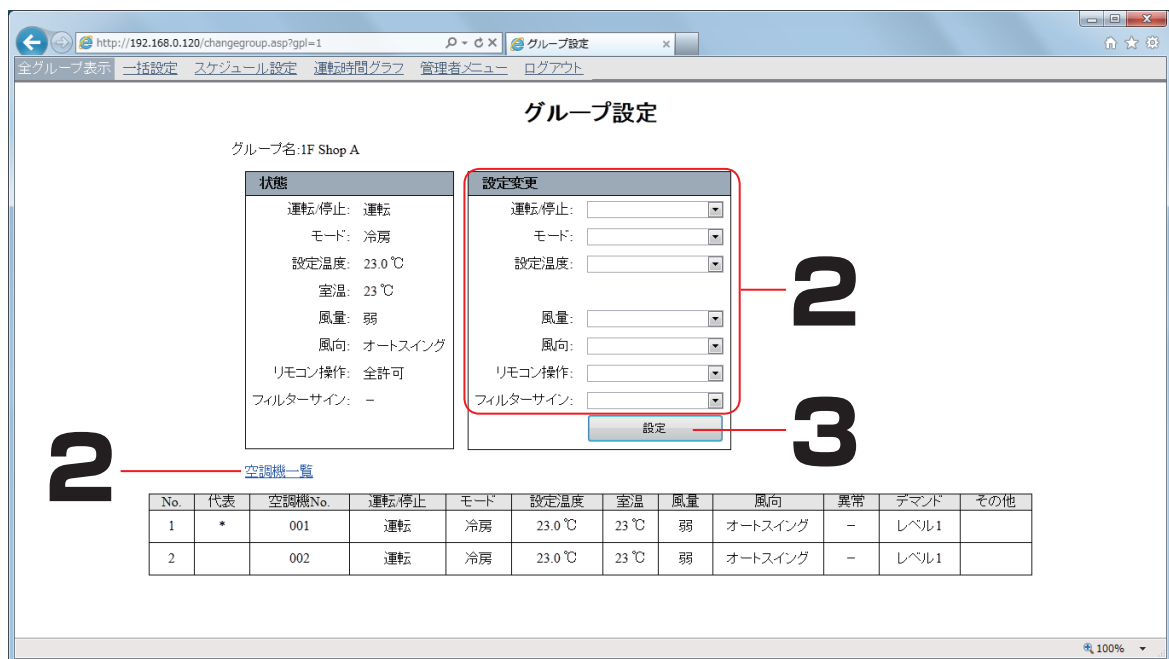 http://192.168.0.120/changegroup.asp?gpl=1
グループ設定
全グループ表示 一括設定 スケジュール設定 運転時間グラフ 管理者メニュー ログアウト
グループ設定
グループ名:1F Shop A
状態
運転/停止: 運転
モード: 冷房
設定温度: 23.0 ℃
室温: 23 ℃
風量: 弱
風向: オートスイング
リモコン操作: 全許可
フィルターサイン: −
設定変更
運転/停止:
モード:
設定温度:
風量:
風向:
リモコン操作:
フィルターサイン:
設定
2
3
2
空調機一覧
No. 代表 空調機No. 運転/停止 モード 設定温度 室温 風量 風向 異常 デマンド その他
1 * 001 運転 冷房 23.0 ℃ 23 ℃ 弱 オートスイング − レベル1
2 002 運転 冷房 23.0 ℃ 23 ℃ 弱 オートスイング − レベル1
100%